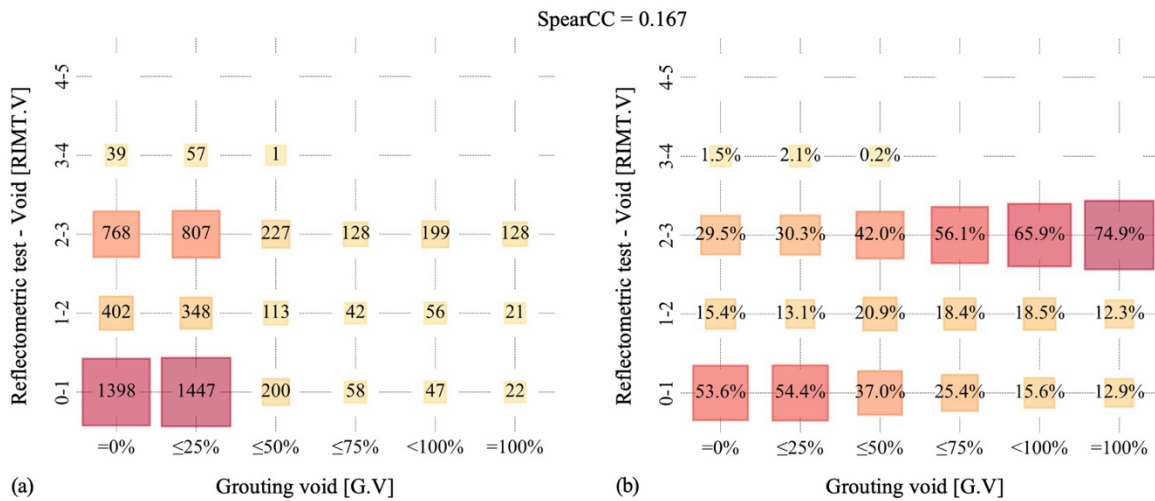 SpearCC = 0.167
Reflectometric test - Void [RIMT.V]
4-5
3-4
39 57 1
2-3
768 807 227 128 199 128
1-2
402 348 113 42 56 21
0-1
1398 1447 200 58 47 22
=0% ≤25% ≤50% ≤75% <100% =100%
(a)
Grouting void [G.V]
Reflectometric test - Void [RIMT.V]
4-5
3-4
1.5% 2.1% 0.2%
2-3
29.5% 30.3% 42.0% 56.1% 65.9% 74.9%
1-2
15.4% 13.1% 20.9% 18.4% 18.5% 12.3%
0-1
53.6% 54.4% 37.0% 25.4% 15.6% 12.9%
=0% ≤25% ≤50% ≤75% <100% =100%
(b)
Grouting void [G.V]